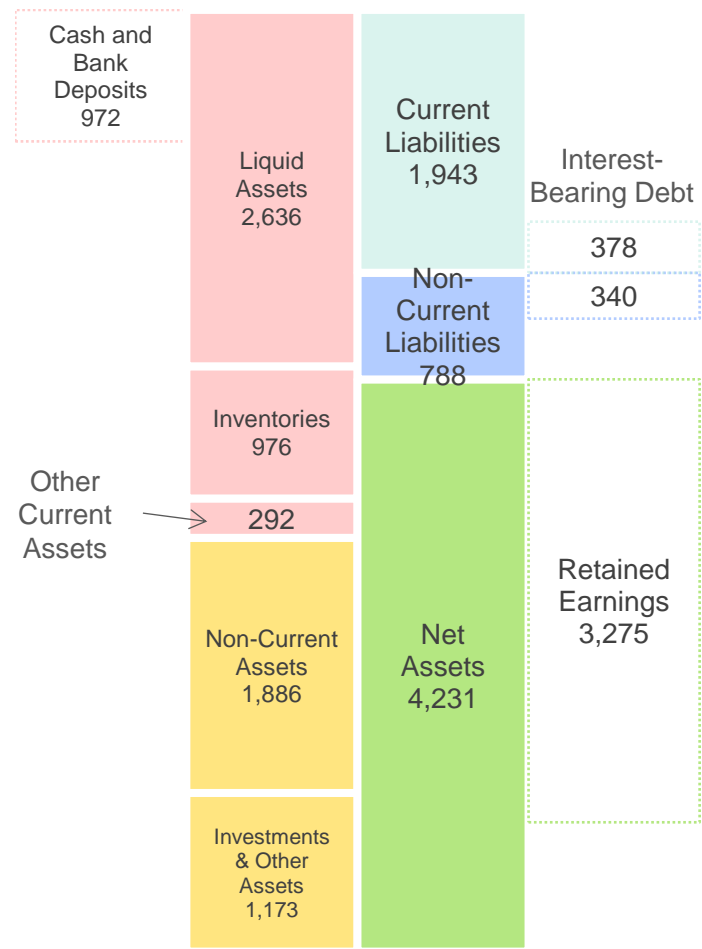 Cash and
Bank
Deposits
972
Liquid
Assets
2,636
Current
Liabilities
1,943
Interest-
Bearing Debt
378
340
Non-
Current
Liabilities
788
Inventories
976
Other
Current
Assets
292
Non-Current
Assets
1,886
Net
Assets
4,231
Retained
Earnings
3,275
Investments
& Other
Assets
1,173